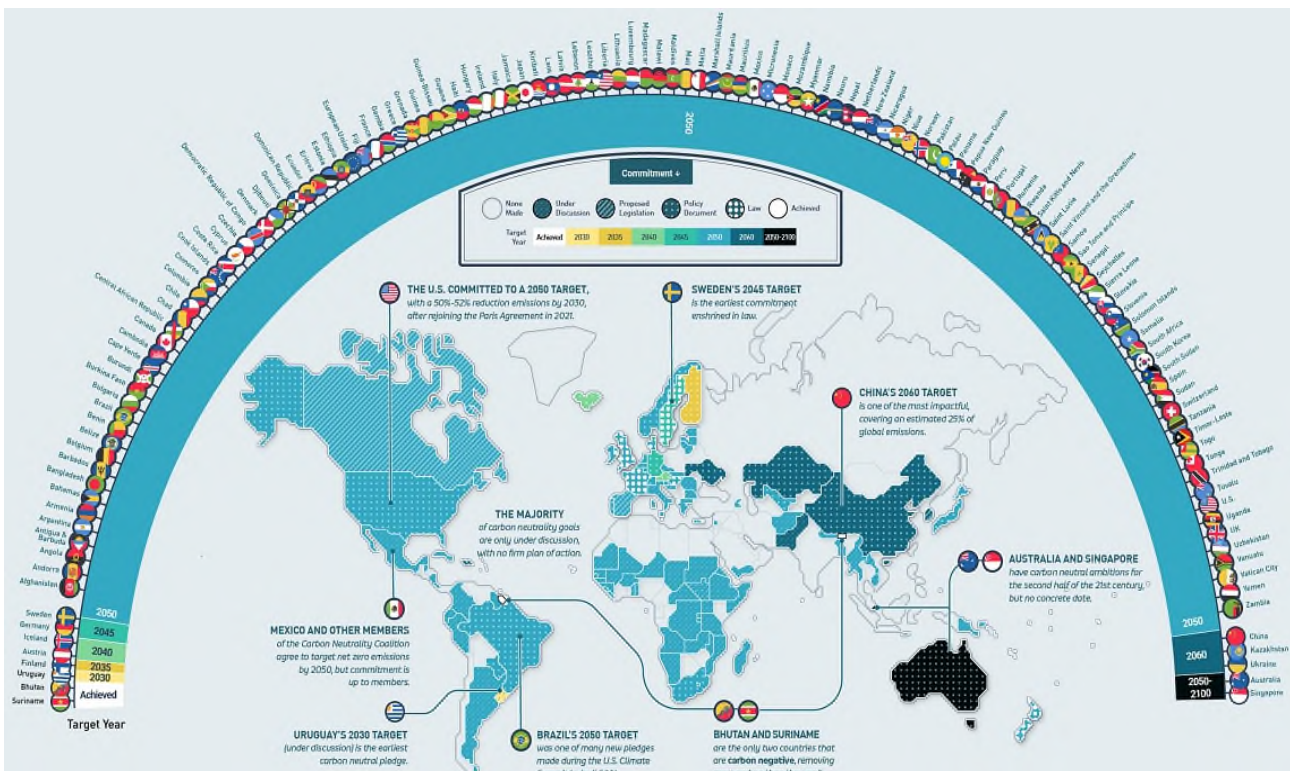 Suriname
Bhutan
Uruguay
Finland
Austria
Iceland
Germany
Sweden
Afghanistan
Andorra
Angola
Antigua &
Barbuda
Argentina
Armenia
Bahamas
Bangladesh
Barbados
Belgium
Belize
Benin
Brazil
Bulgaria
Burkina Faso
Burundi
Cape Verde
Cambodia
Canada
Central African Republic
Chad
Chile
Colombia
Comoros
Cook Islands
Costa Rica
Cyprus
Czechia
Democratic Republic of Congo
Denmark
Djibouti
Dominica
Dominican Republic
Ecuador
Eritrea
Estonia
Ethiopia
European Union
Fiji
France
Gambia
Greece
Grenada
Guinea
Guinea-Bissau
Guyana
Haiti
Hungary
Ireland
Italy
Jamaica
Japan
Kiribati
Laos
Latvia
Lebanon
Lesotho
Liberia
Lithuania
Luxembourg
Madagascar
Malawi
Maldives
Mali
Malta
Marshall Islands
Mauritania
Mauritius
Mexico
Micronesia
Monaco
Mozambique
Myanmar
Namibia
Nauru
Nepal
Netherlands
New Zealand
Nicaragua
Niger
Niue
Norway
Pakistan
Palau
Panama
Papua New Guinea
Paraguay
Peru
Portugal
Romania
Rwanda
Saint Kitts and Nevis
Saint Lucia
Saint Vincent and the Grenadines
Samoa
Sao Tome and Principe
Senegal
Seychelles
Sierra Leone
Slovakia
Slovenia
Solomon Islands
Somalia
South Africa
South Korea
South Sudan
Spain
Sudan
Switzerland
Tanzania
Timor-Leste
Togo
Tonga
Trinidad and Tobago
Tuvalu
U.S.
Uganda
UK
Uzbekistan
Vanuatu
Vatican City
Yemen
Zambia
China
Kazakhstan
Ukraine
Australia
Singapore
2050
Commitment ↓
None Made
Under Discussion
Proposed Legislation
Policy Document
Law
Achieved
Target Year
Achieved 2030 2035 2040 2045 2050 2060 2050-2100
THE U.S. COMMITTED TO A 2050 TARGET,
with a 50%-52% reduction emissions by 2030,
after rejoining the Paris Agreement in 2021.
SWEDEN'S 2045 TARGET
is the earliest commitment
enshrined in law.
CHINA'S 2060 TARGET
is one of the most impactful,
covering an estimated 25% of
global emissions.
THE MAJORITY
of carbon neutrality goals
are only under discussion,
with no firm plan of action.
AUSTRALIA AND SINGAPORE
have carbon neutral ambitions for
the second half of the 21st century,
but no concrete date.
MEXICO AND OTHER MEMBERS
of the Carbon Neutrality Coalition
agree to target net zero emissions
by 2050, but commitment is
up to members.
2050
2045
2040
2035
2030
Achieved
Target Year
2050
2060
2050-
2100
URUGUAY'S 2030 TARGET
(under discussion) is the earliest
carbon neutral pledge.
BRAZIL'S 2050 TARGET
was one of many new pledges
made during the U.S. Climate
BHUTAN AND SURINAME
are the only two countries that
are carbon negative, removing